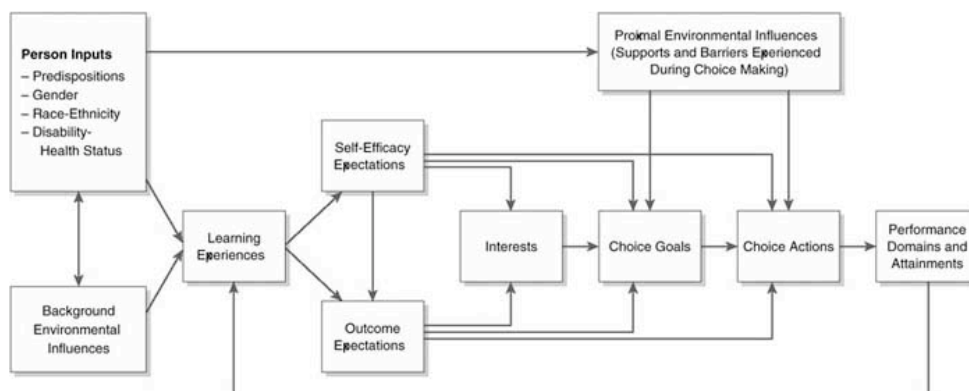 Person Inputs
– Predispositions
– Gender
– Race-Ethnicity
– Disability-
Health Status
Proximal Environmental Influences
(Supports and Barriers Experienced
During Choice Making)
Self-Efficacy
Expectations
Learning
Experiences
Interests
Choice Goals
Choice Actions
Performance
Domains and
Attainments
Background
Environmental
Influences
Outcome
Expectations